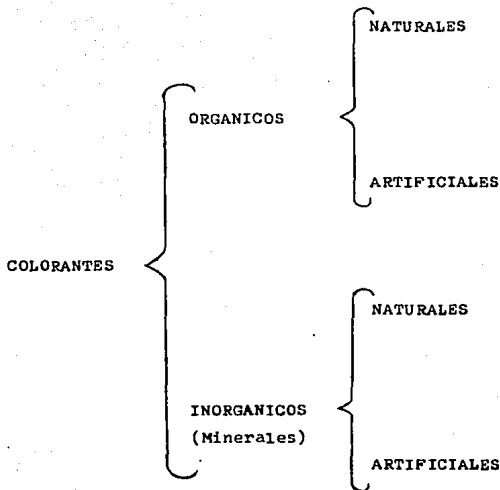 NATURALES
ORGANICOS
ARTIFICIALES
COLORANTES
NATURALES
INORGANICOS
(Minerales)
ARTIFICIALES